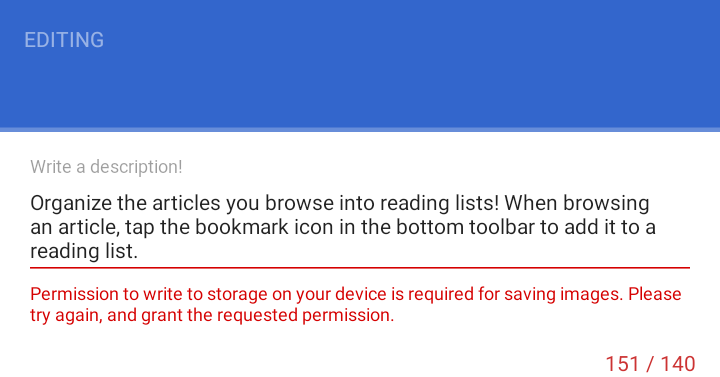 EDITING
Write a description!
Organize the articles you browse into reading lists! When browsing
an article, tap the bookmark icon in the bottom toolbar to add it to a
reading list.
Permission to write to storage on your device is required for saving images. Please
try again, and grant the requested permission.
151 / 140